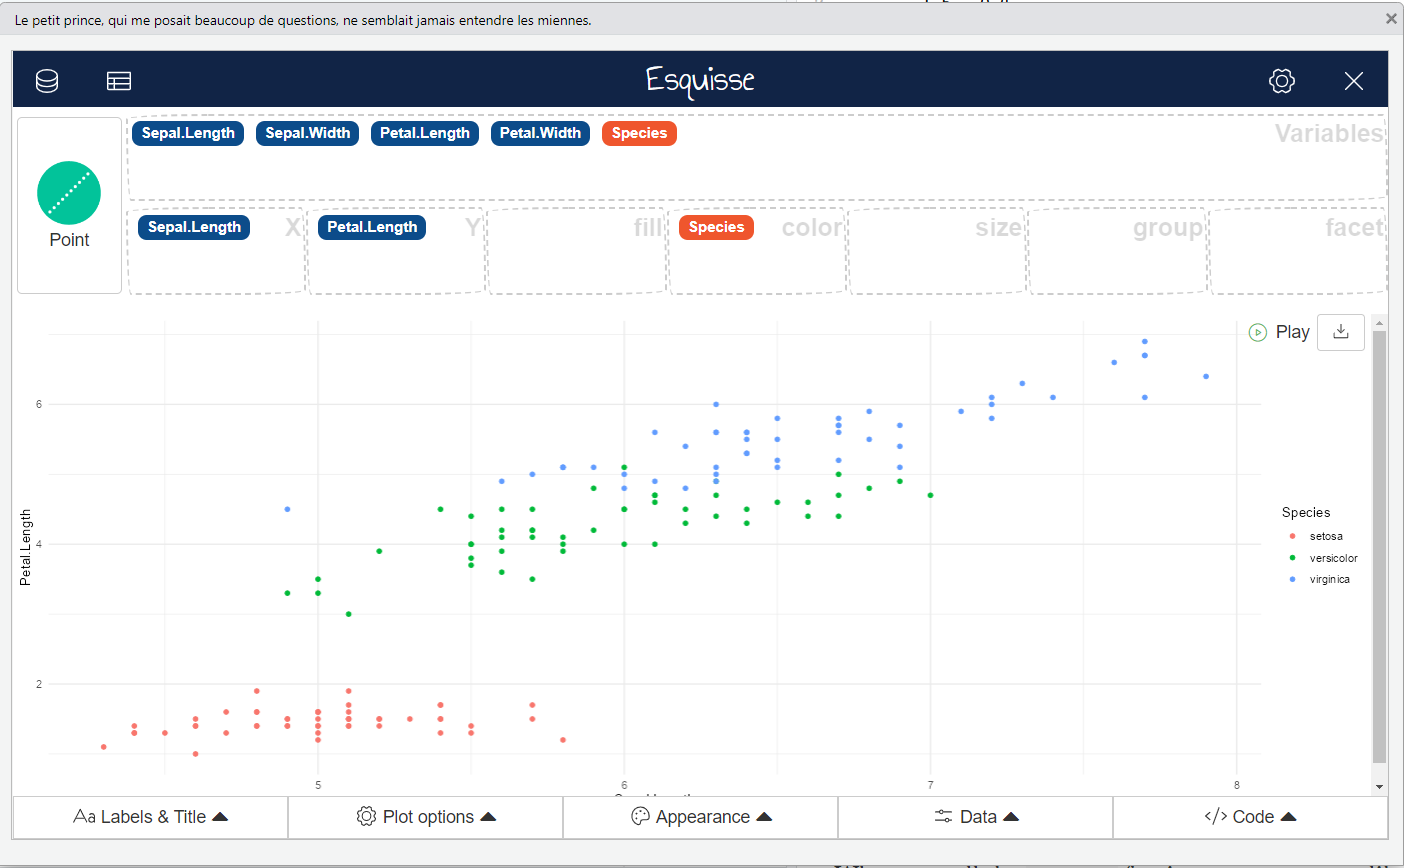 Le petit prince, qui me posait beaucoup de questions, ne semblait jamais entendre les miennes.
Esquisse
Sepal.Length Sepal.Width Petal.Length Petal.Width Species Variables
Point
Sepal.Length X Petal.Length Y fill Species color size group facet
Play
6
4
2
Petal.Length
Species
setosa
versicolor
virginica
5 6 7 8
Aa Labels & Title Plot options Appearance Data </> Code